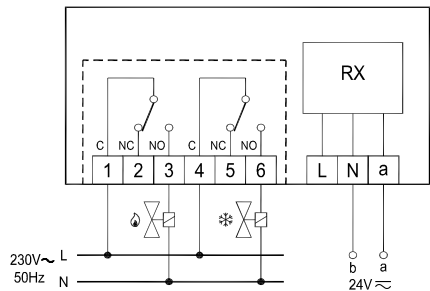 RX
C NC NO C NC NO
1 2 3 4 5 6 L N a
230V~ L
50Hz N
b a
24V ⎓